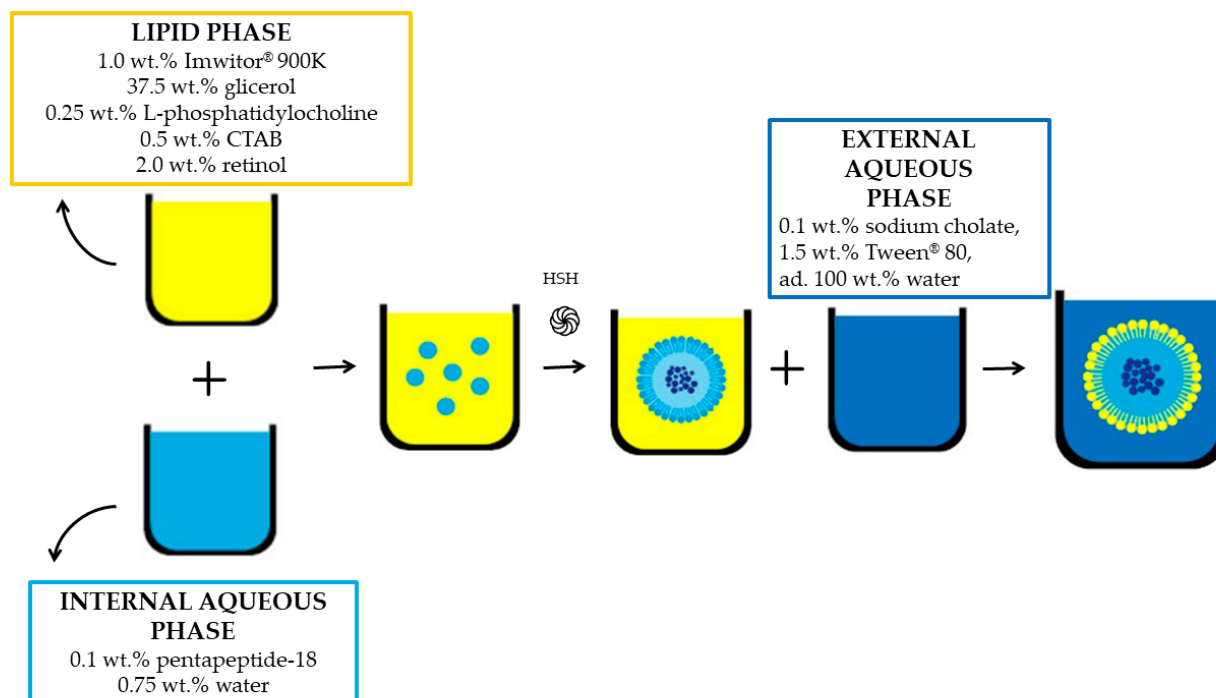 LIPID PHASE
1.0 wt.% Imwitor® 900K
37.5 wt.% glicerol
0.25 wt.% L-phosphatidylocholine
0.5 wt.% CTAB
2.0 wt.% retinol
EXTERNAL
AQUEOUS
PHASE
0.1 wt.% sodium cholate,
1.5 wt.% Tween® 80,
ad. 100 wt.% water
HSH
+
+
INTERNAL AQUEOUS
PHASE
0.1 wt.% pentapeptide-18
0.75 wt.% water